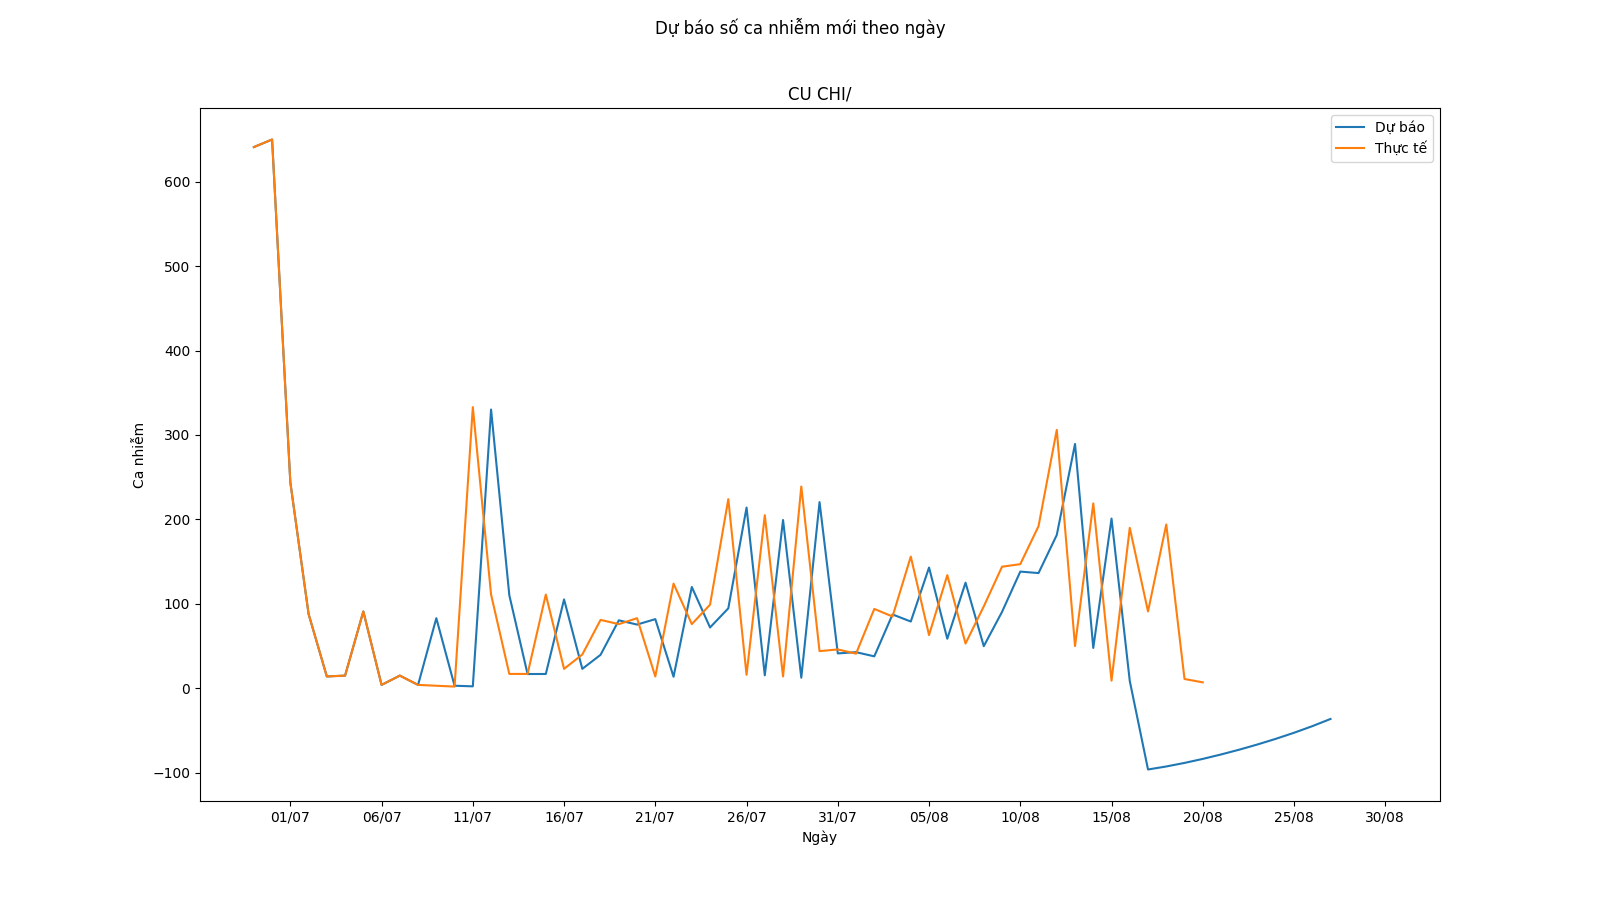 Dự báo số ca nhiễm mới theo ngày
CU CHI/
Dự báo
Thực tế
600
500
400
300
200
100
0
−100
Ca nhiễm
01/07 06/07 11/07 16/07 21/07 26/07 31/07 05/08 10/08 15/08 20/08 25/08 30/08
Ngày